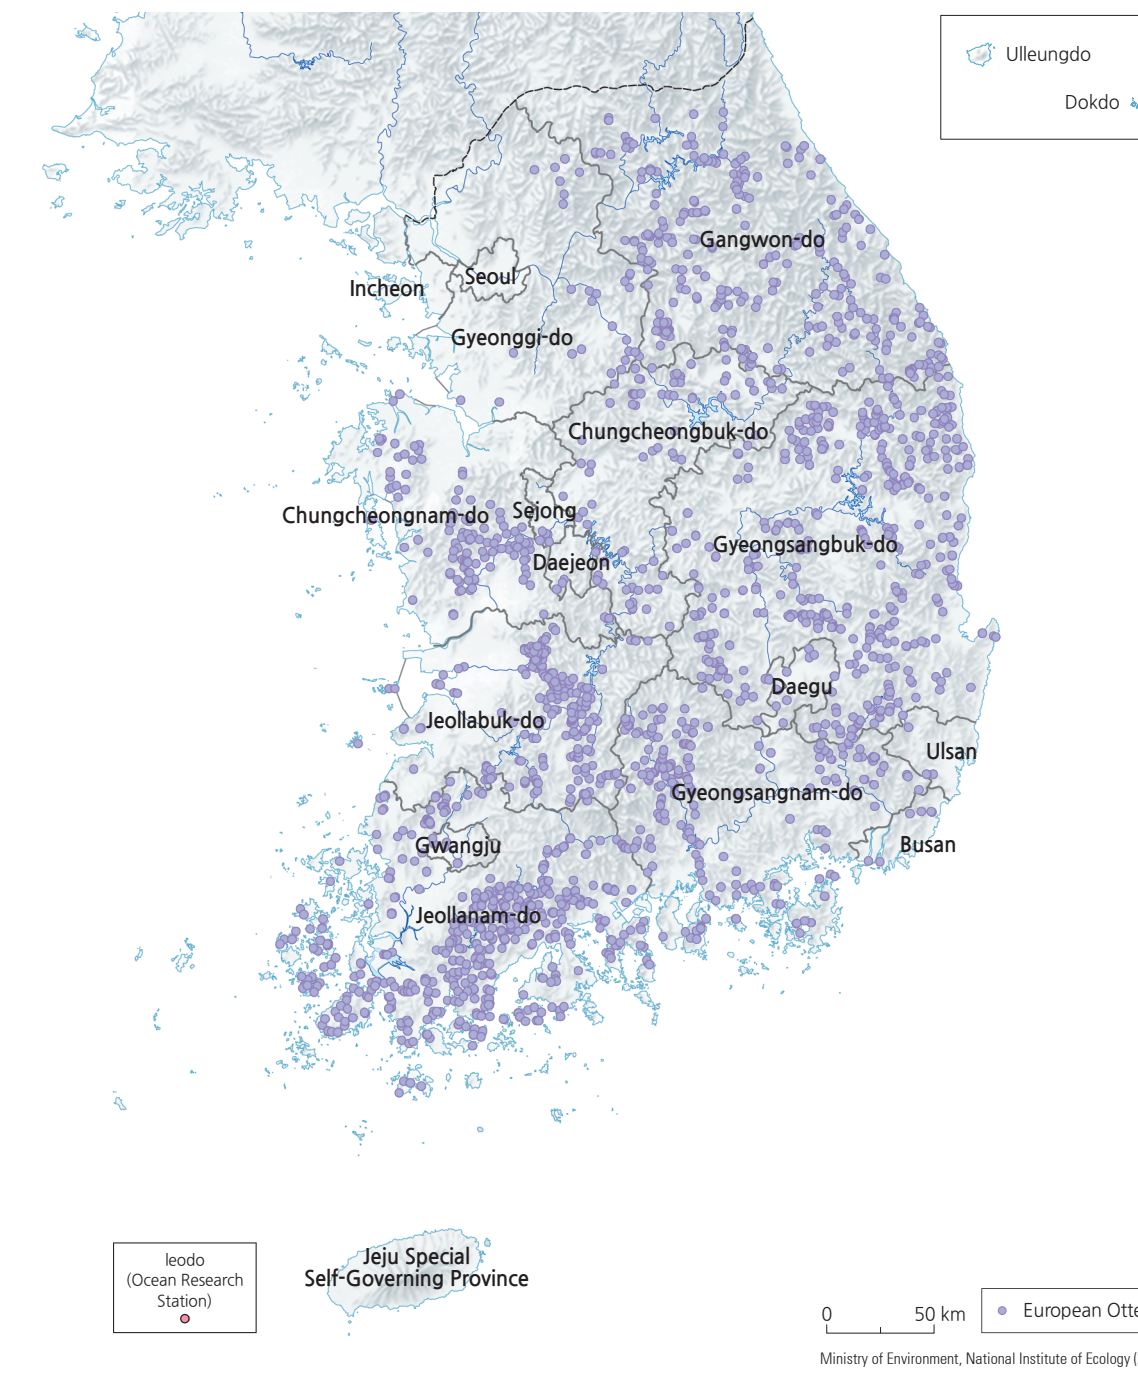 Ulleungdo
Dokdo
Gangwon-do
Seoul
Incheon
Gyeonggi-do
Chungcheongbuk-do
Chungcheongnam-do
Sejong
Gyeongsangbuk-do
Daejeon
Daegu
Jeollabuk-do
Ulsan
Gyeongsangnam-do
Gwangju
Busan
Jeollanam-do
Jeju Special
Self-Governing Province
Ieodo
(Ocean Research
Station)
0 50 km
European Otte
Ministry of Environment, National Institute of Ecology (